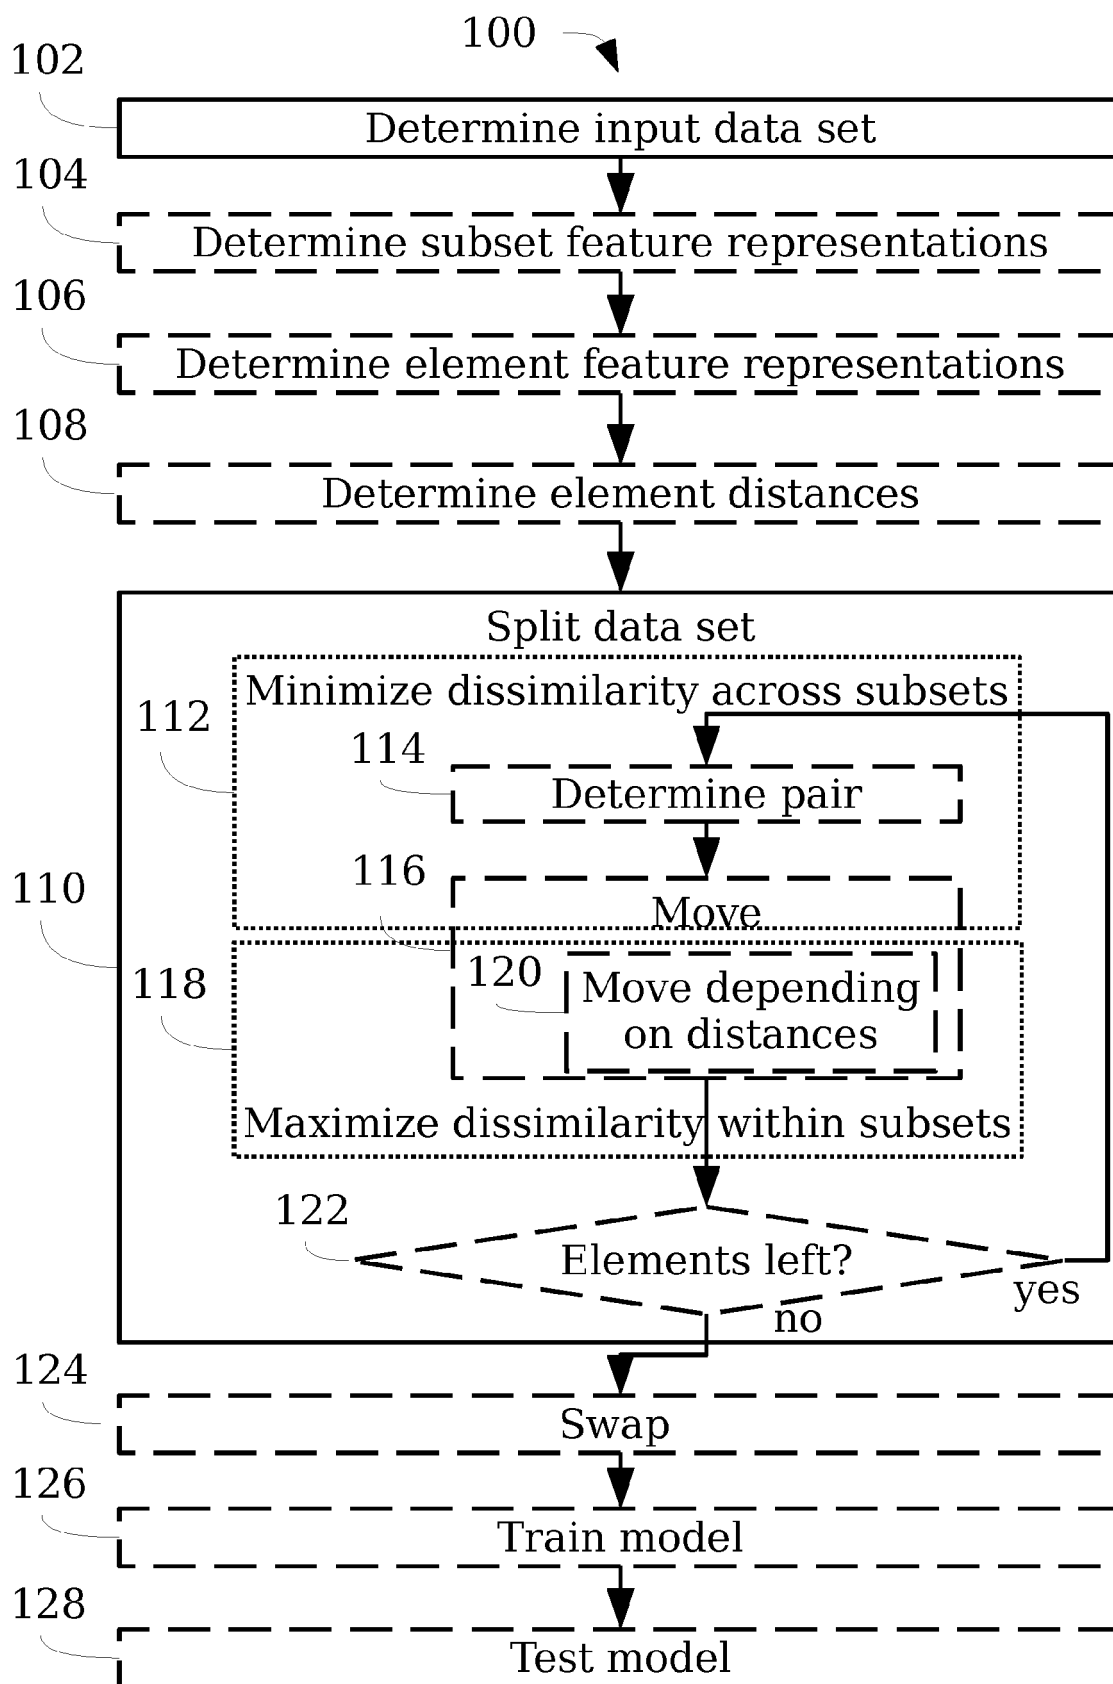 100
102
Determine input data set
104
Determine subset feature representations
106
Determine element feature representations
108
Determine element distances
110
Split data set
112
Minimize dissimilarity across subsets
114
Determine pair
116
Move
118
120
Move depending
on distances
Maximize dissimilarity within subsets
122
Elements left?
yes
no
124
Swap
126
Train model
128
Test model